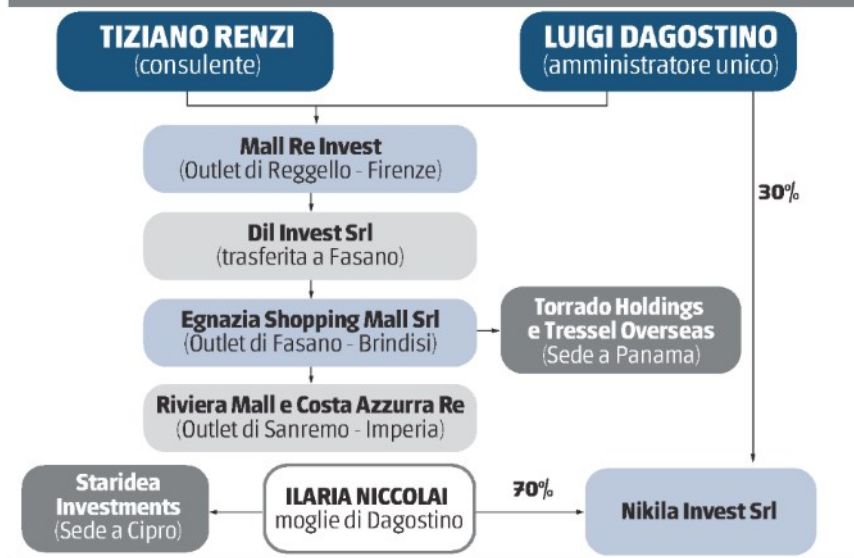 TIZIANO RENZI
(consulente)
LUIGI DAGOSTINO
(amministratore unico)
Mall Re Invest
(Outlet di Reggello - Firenze)
30%
Dil Invest Srl
(trasferita a Fasano)
Egnazia Shopping Mall Srl
(Outlet di Fasano - Brindisi)
Torrado Holdings
e Tressel Overseas
(Sede a Panama)
Riviera Mall e Costa Azzurra Re
(Outlet di Sanremo - Imperia)
Staridea
Investments
(Sede a Cipro)
ILARIA NICCOLAI
moglie di Dagostino
70%
Nikila Invest Srl